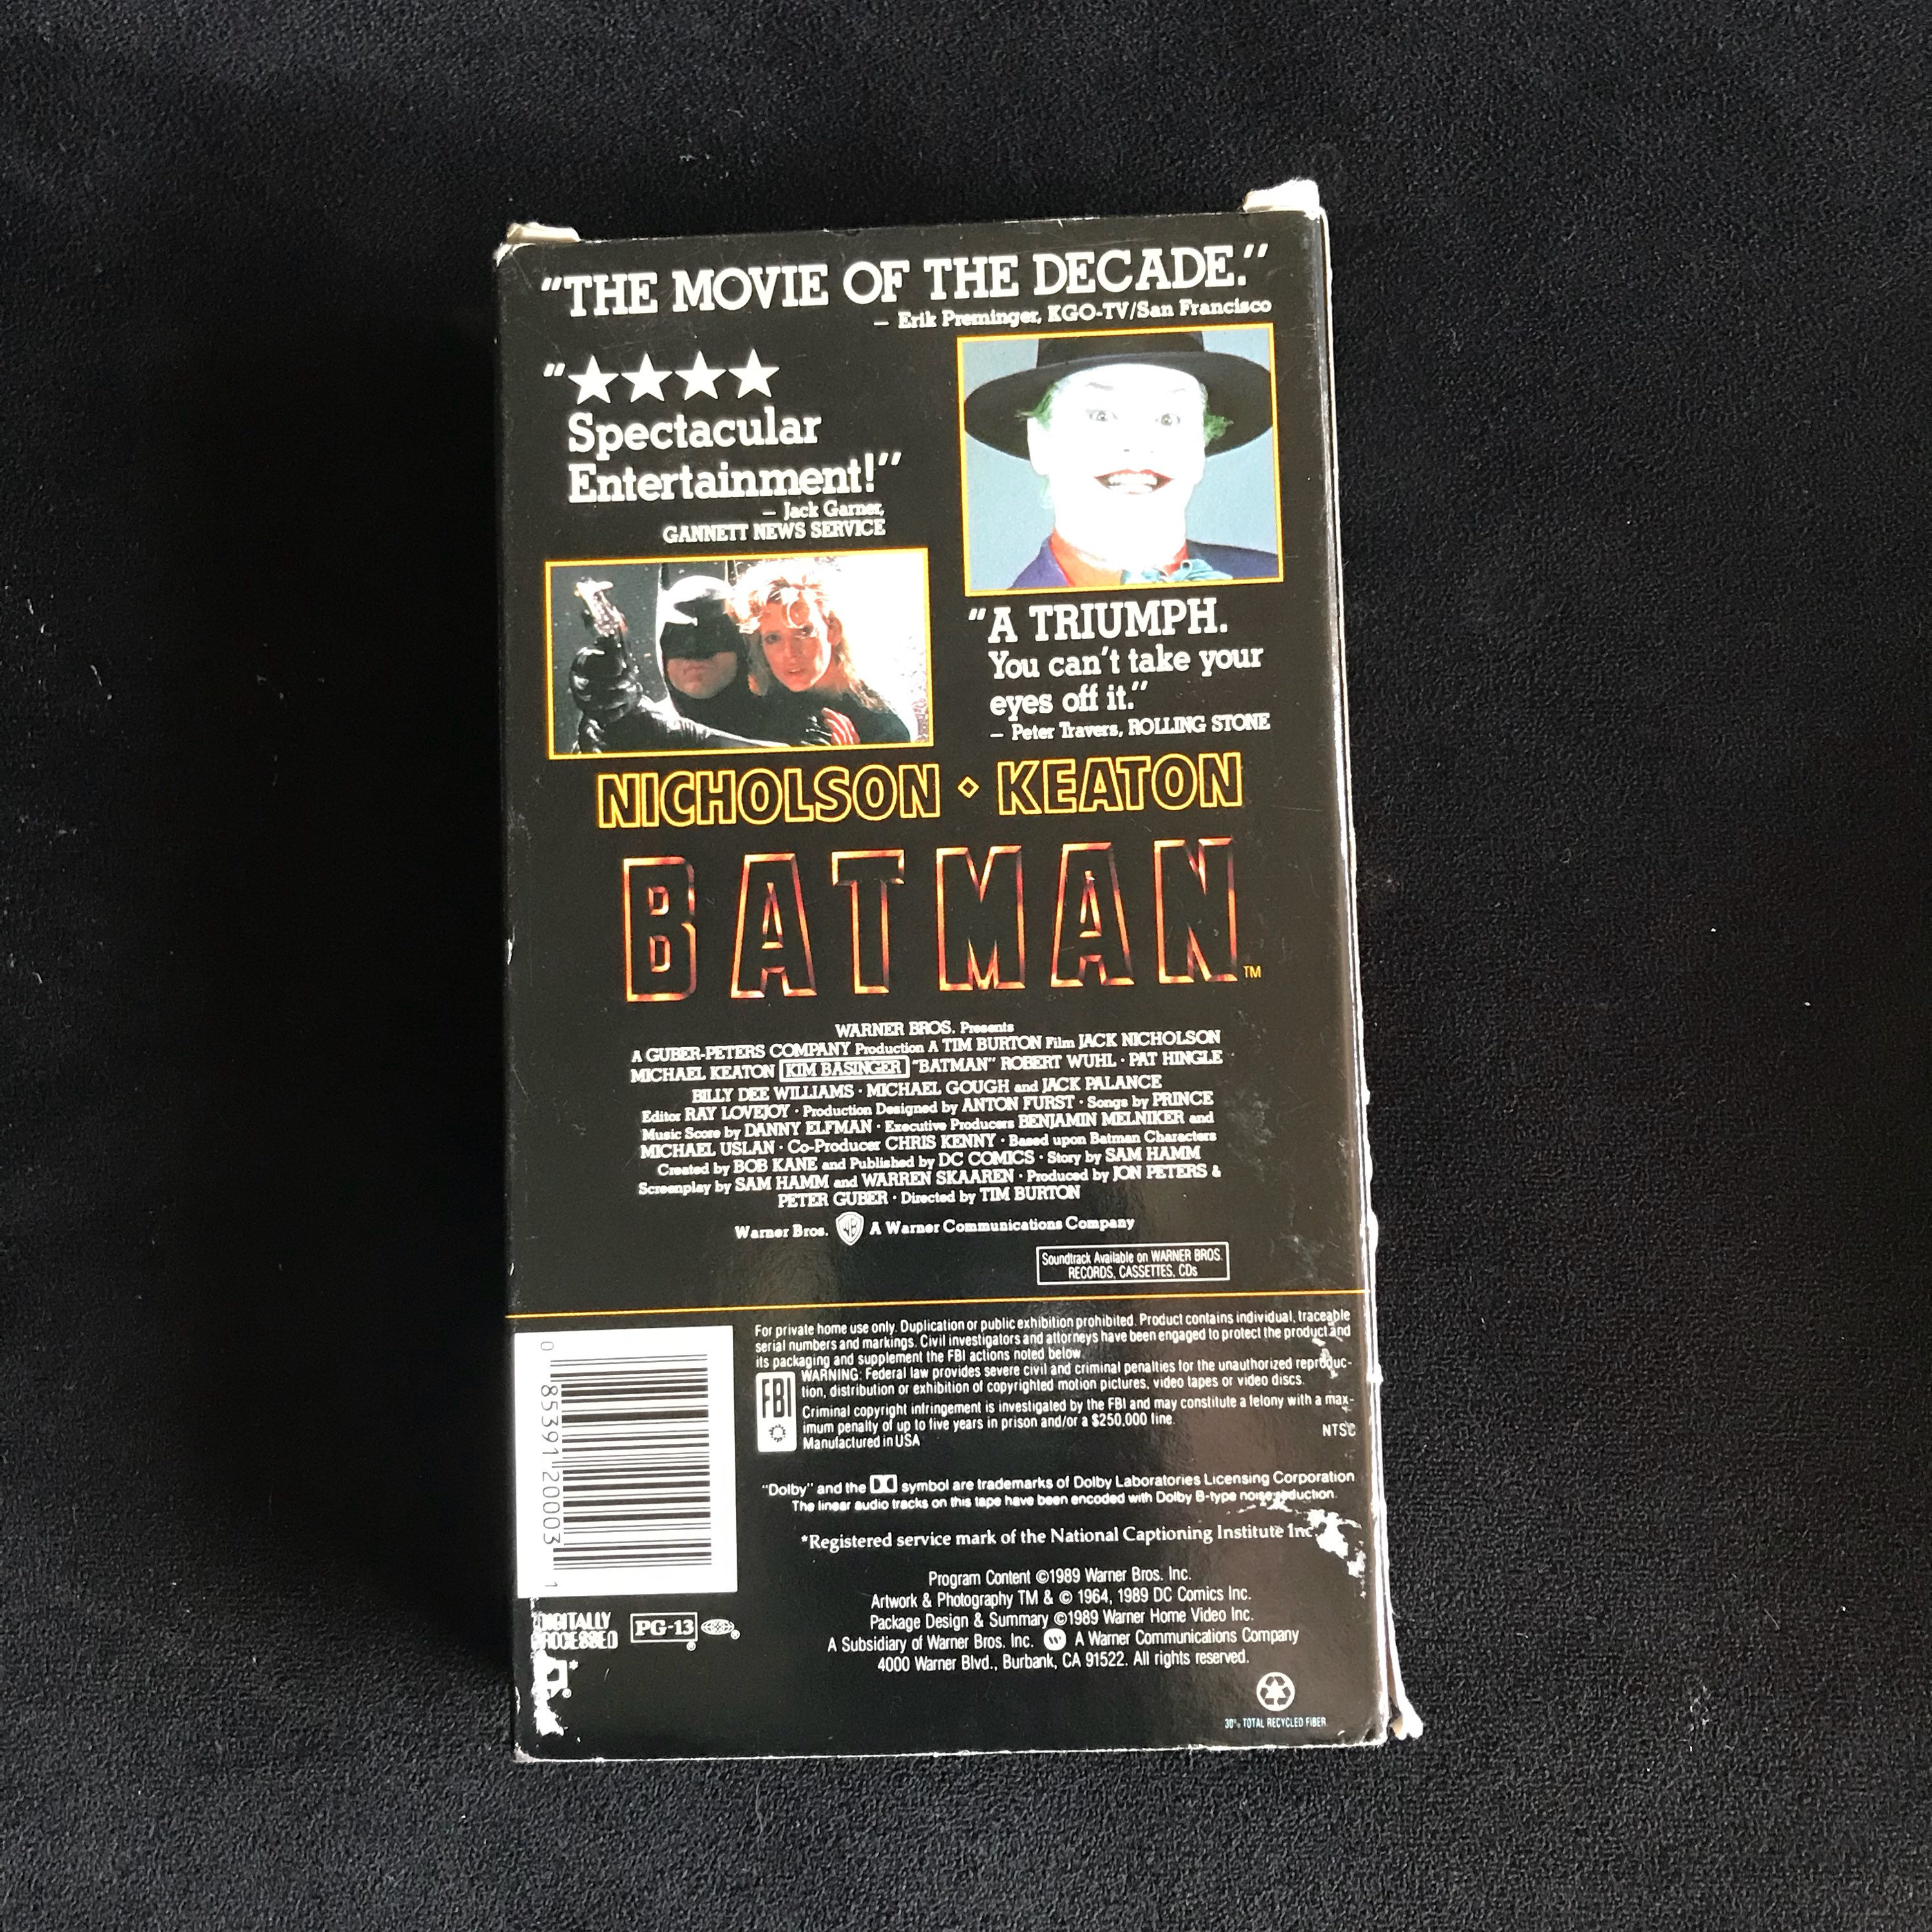 "THE MOVIE OF THE DECADE."
— Erik Preminger, KGO-TV/San Francisco
"★★★★
Spectacular
Entertainment!"
— Jack Garner,
GANNETT NEWS SERVICE
"A TRIUMPH.
You can't take your
eyes off it."
— Peter Travers, ROLLING STONE
NICHOLSON ◇ KEATON
BATMAN™
WARNER BROS. Presents
A GUBER-PETERS COMPANY Production A TIM BURTON Film JACK NICHOLSON
MICHAEL KEATON KIM BASINGER "BATMAN" ROBERT WUHL · PAT HINGLE
BILLY DEE WILLIAMS · MICHAEL GOUGH and JACK PALANCE
Editor RAY LOVEJOY · Production Designed by ANTON FURST · Songs by PRINCE
Music Score by DANNY ELFMAN · Executive Producers BENJAMIN MELNIKER and
MICHAEL USLAN · Co-Producer CHRIS KENNY · Based upon Batman Characters
Created by BOB KANE and Published by DC COMICS · Story by SAM HAMM
Screenplay by SAM HAMM and WARREN SKAAREN · Produced by JON PETERS &
PETER GUBER · Directed by TIM BURTON
Warner Bros. WB A Warner Communications Company
Soundtrack Available on WARNER BROS.
RECORDS, CASSETTES, CDs
For private home use only. Duplication or public exhibition prohibited. Product contains individual, traceable
serial numbers and markings. Civil investigators and attorneys have been engaged to protect the product and
its packaging and supplement the FBI actions noted below.
FBI
WARNING: Federal law provides severe civil and criminal penalties for the unauthorized reproduc-
tion, distribution or exhibition of copyrighted motion pictures, video tapes or video discs.
Criminal copyright infringement is investigated by the FBI and may constitute a felony with a max-
imum penalty of up to five years in prison and/or a $250,000 fine.
Manufactured in USA
NTSC
"Dolby" and the symbol are trademarks of Dolby Laboratories Licensing Corporation
The linear audio tracks on this tape have been encoded with Dolby B-type noise reduction.
*Registered service mark of the National Captioning Institute Inc
Program Content ©1989 Warner Bros. Inc.
Artwork & Photography TM & © 1964, 1989 DC Comics Inc.
Package Design & Summary ©1989 Warner Home Video Inc.
A Subsidiary of Warner Bros. Inc. A Warner Communications Company
4000 Warner Blvd., Burbank, CA 91522. All rights reserved.
0 85391 20003 1
DIGITALLY
PROCESSED
PG-13 ®
30% TOTAL RECYCLED FIBER